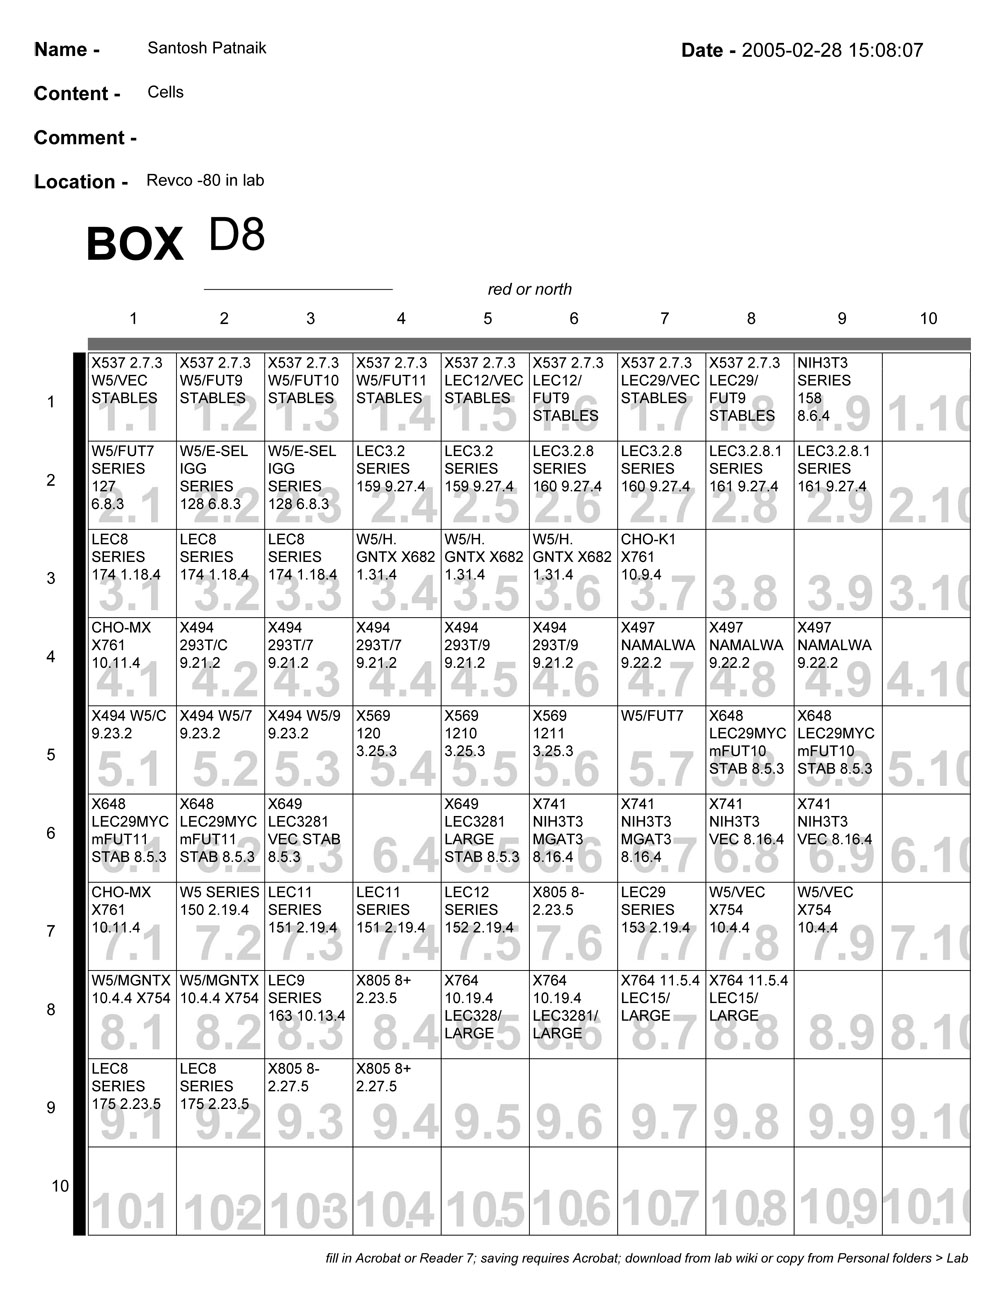 Name - Santosh Patnaik Date - 2005-02-28 15:08:07
Content - Cells
Comment -
Location - Revco -80 in lab
BOX D8
red or north
1 2 3 4 5 6 7 8 9 10
1
X537 2.7.3
W5/VEC
STABLES
1.1
X537 2.7.3
W5/FUT9
STABLES
1.2
X537 2.7.3
W5/FUT10
STABLES
1.3
X537 2.7.3
W5/FUT11
STABLES
1.4
X537 2.7.3
LEC12/VEC
STABLES
1.5
X537 2.7.3
LEC12/
FUT9
STABLES
1.6
X537 2.7.3
LEC29/VEC
STABLES
1.7
X537 2.7.3
LEC29/
FUT9
STABLES
1.8
NIH3T3
SERIES
158
8.6.4
1.9
1.10
2
W5/FUT7
SERIES
127
6.8.3
2.1
W5/E-SEL
IGG
SERIES
128 6.8.3
2.2
W5/E-SEL
IGG
SERIES
128 6.8.3
2.3
LEC3.2
SERIES
159 9.27.4
2.4
LEC3.2
SERIES
159 9.27.4
2.5
LEC3.2.8
SERIES
160 9.27.4
2.6
LEC3.2.8
SERIES
160 9.27.4
2.7
LEC3.2.8.1
SERIES
161 9.27.4
2.8
LEC3.2.8.1
SERIES
161 9.27.4
2.9
2.10
3
LEC8
SERIES
174 1.18.4
3.1
LEC8
SERIES
174 1.18.4
3.2
LEC8
SERIES
174 1.18.4
3.3
W5/H.
GNTX X682
1.31.4
3.4
W5/H.
GNTX X682
1.31.4
3.5
W5/H.
GNTX X682
1.31.4
3.6
CHO-K1
X761
10.9.4
3.7
3.8
3.9
3.10
4
CHO-MX
X761
10.11.4
4.1
X494
293T/C
9.21.2
4.2
X494
293T/7
9.21.2
4.3
X494
293T/7
9.21.2
4.4
X494
293T/9
9.21.2
4.5
X494
293T/9
9.21.2
4.6
X497
NAMALWA
9.22.2
4.7
X497
NAMALWA
9.22.2
4.8
X497
NAMALWA
9.22.2
4.9
4.10
5
X494 W5/C
9.23.2
5.1
X494 W5/7
9.23.2
5.2
X494 W5/9
9.23.2
5.3
X569
120
3.25.3
5.4
X569
1210
3.25.3
5.5
X569
1211
3.25.3
5.6
W5/FUT7
5.7
X648
LEC29MYC
mFUT10
STAB 8.5.3
5.8
X648
LEC29MYC
mFUT10
STAB 8.5.3
5.9
5.10
6
X648
LEC29MYC
mFUT11
STAB 8.5.3
6.1
X648
LEC29MYC
mFUT11
STAB 8.5.3
6.2
X649
LEC3281
VEC STAB
8.5.3
6.3
6.4
X649
LEC3281
LARGE
STAB 8.5.3
6.5
X741
NIH3T3
MGAT3
8.16.4
6.6
X741
NIH3T3
MGAT3
8.16.4
6.7
X741
NIH3T3
VEC 8.16.4
6.8
X741
NIH3T3
VEC 8.16.4
6.9
6.10
7
CHO-MX
X761
10.11.4
7.1
W5 SERIES
150 2.19.4
7.2
LEC11
SERIES
151 2.19.4
7.3
LEC11
SERIES
151 2.19.4
7.4
LEC12
SERIES
152 2.19.4
7.5
X805 8-
2.23.5
7.6
LEC29
SERIES
153 2.19.4
7.7
W5/VEC
X754
10.4.4
7.8
W5/VEC
X754
10.4.4
7.9
7.10
8
W5/MGNTX
10.4.4 X754
8.1
W5/MGNTX
10.4.4 X754
8.2
LEC9
SERIES
163 10.13.4
8.3
X805 8+
2.23.5
8.4
X764
10.19.4
LEC328/
LARGE
8.5
X764
10.19.4
LEC3281/
LARGE
8.6
X764 11.5.4
LEC15/
LARGE
8.7
X764 11.5.4
LEC15/
LARGE
8.8
8.9
8.10
9
LEC8
SERIES
175 2.23.5
9.1
LEC8
SERIES
175 2.23.5
9.2
X805 8-
2.27.5
9.3
X805 8+
2.27.5
9.4
9.5
9.6
9.7
9.8
9.9
9.10
10
10.1
10.2
10.3
10.4
10.5
10.6
10.7
10.8
10.9
10.10
fill in Acrobat or Reader 7; saving requires Acrobat; download from lab wiki or copy from Personal folders > Lab